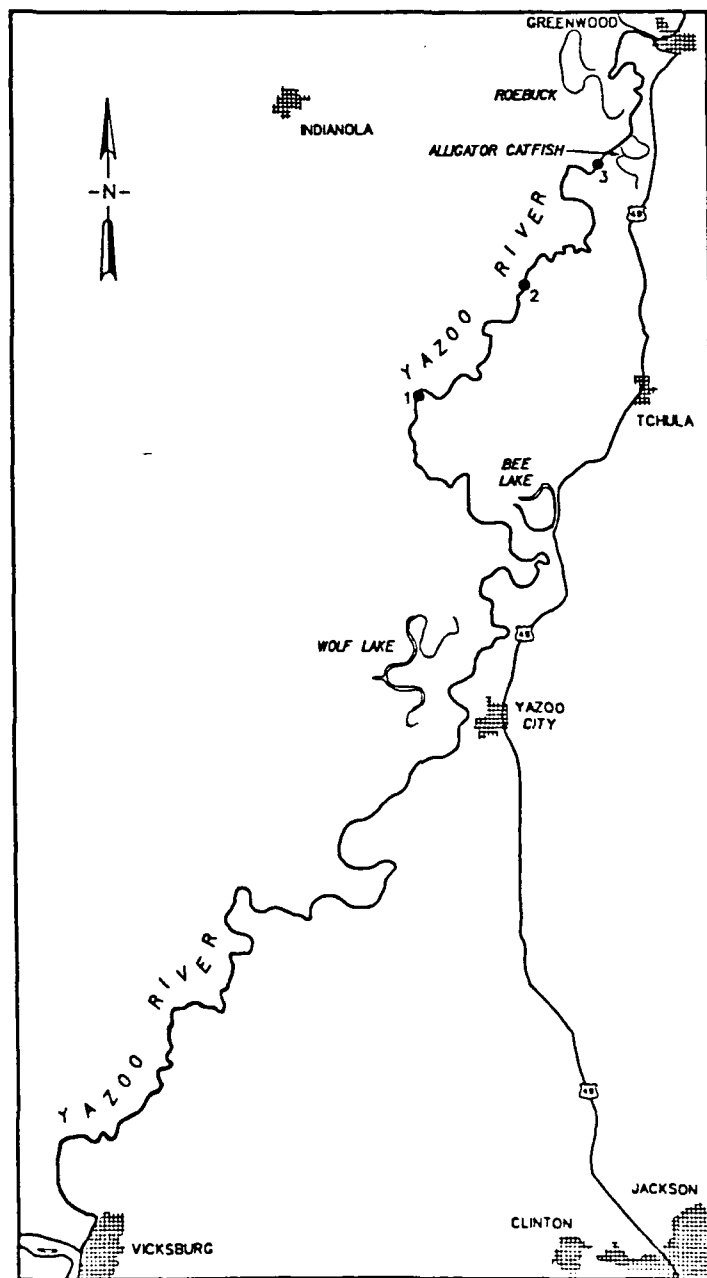 GREENWOOD
ROEBUCK
INDIANOLA
ALLIGATOR CATFISH
3
-N-
49
YAZOO RIVER
2
1
TCHULA
BEE
LAKE
49
WOLF LAKE
YAZOO
CITY
YAZOO RIVER
49
JACKSON
CLINTON
VICKSBURG